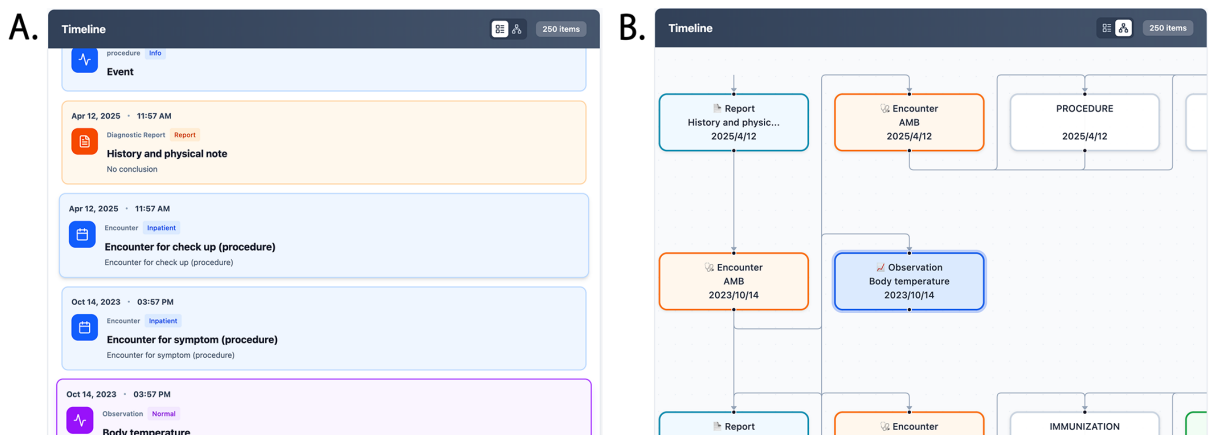 A.
Timeline
250 items
procedure Info
Event
Apr 12, 2025 • 11:57 AM
Diagnostic Report Report
History and physical note
No conclusion
Apr 12, 2025 • 11:57 AM
Encounter Inpatient
Encounter for check up (procedure)
Encounter for check up (procedure)
Oct 14, 2023 • 03:57 PM
Encounter Inpatient
Encounter for symptom (procedure)
Encounter for symptom (procedure)
Oct 14, 2023 • 03:57 PM
Observation Normal
Body temperature
B.
Timeline
250 items
Report
History and physic...
2025/4/12
Encounter
AMB
2025/4/12
PROCEDURE
2025/4/12
Encounter
AMB
2023/10/14
Observation
Body temperature
2023/10/14
Report
Encounter
IMMUNIZATION